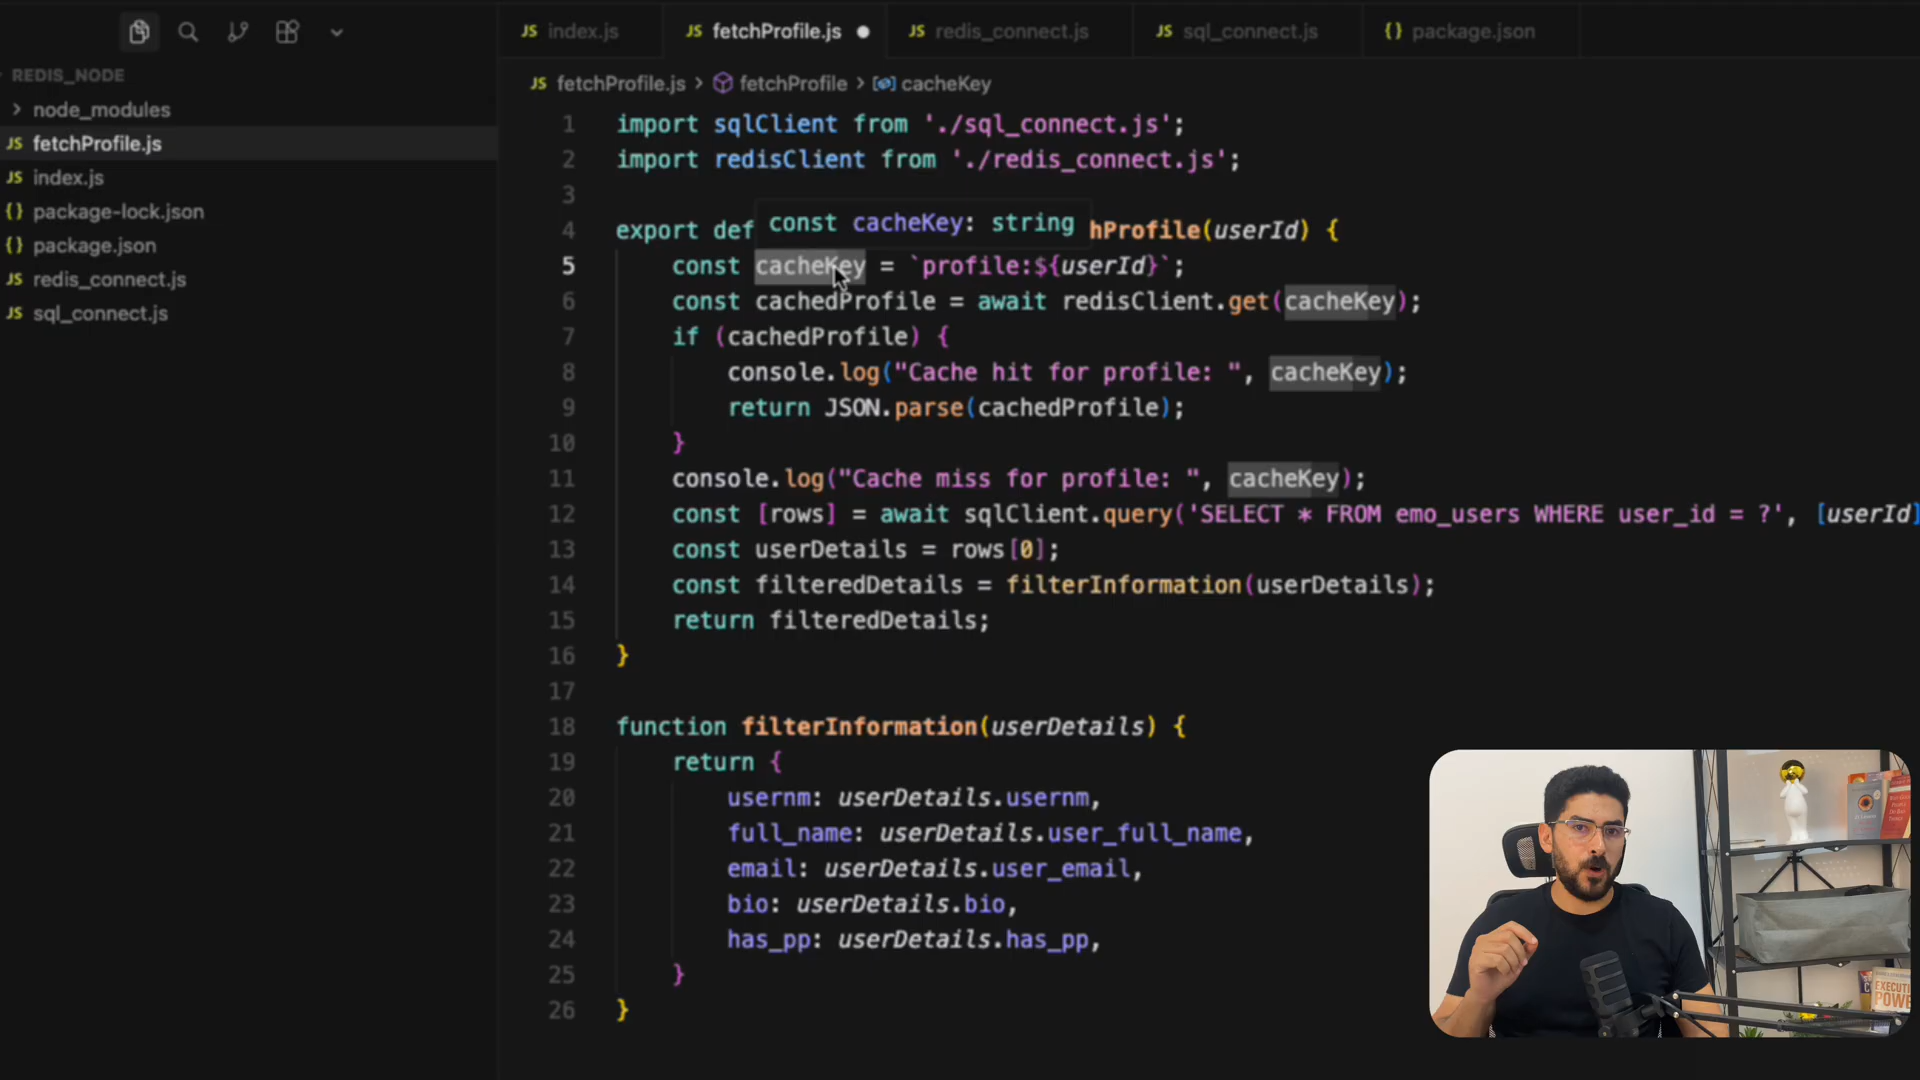 index.js
fetchProfile.js
redis_connect.js
sql_connect.js
package.json
REDIS_NODE
node_modules
fetchProfile.js
index.js
package-lock.json
package.json
redis_connect.js
sql_connect.js
JS fetchProfile.js > fetchProfile > cacheKey
1 import sqlClient from './sql_connect.js';
2 import redisClient from './redis_connect.js';
3
const cacheKey: string
4 export def hProfile(userId) {
5 const cacheKey = `profile:${userId}`;
6 const cachedProfile = await redisClient.get(cacheKey);
7 if (cachedProfile) {
8 console.log("Cache hit for profile: ", cacheKey);
9 return JSON.parse(cachedProfile);
10 }
11 console.log("Cache miss for profile: ", cacheKey);
12 const [rows] = await sqlClient.query('SELECT * FROM emo_users WHERE user_id = ?', [userId]
13 const userDetails = rows[0];
14 const filteredDetails = filterInformation(userDetails);
15 return filteredDetails;
16 }
17
18 function filterInformation(userDetails) {
19 return {
20 usernm: userDetails.usernm,
21 full_name: userDetails.user_full_name,
22 email: userDetails.user_email,
23 bio: userDetails.bio,
24 has_pp: userDetails.has_pp,
25 }
26 }